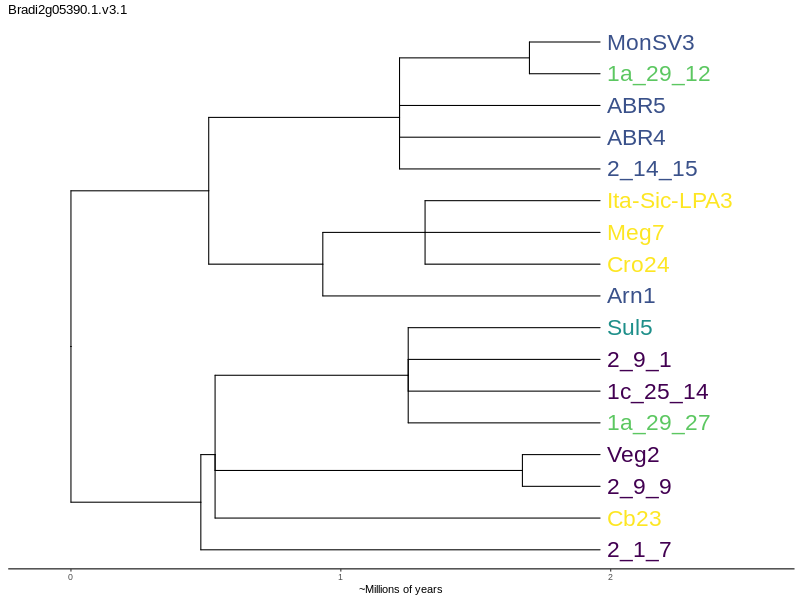 Bradi2g05390.1.v3.1
MonSV3
1a_29_12
ABR5
ABR4
2_14_15
Ita-Sic-LPA3
Meg7
Cro24
Arn1
Sul5
2_9_1
1c_25_14
1a_29_27
Veg2
2_9_9
Cb23
2_1_7
0 1 2
~Millions of years